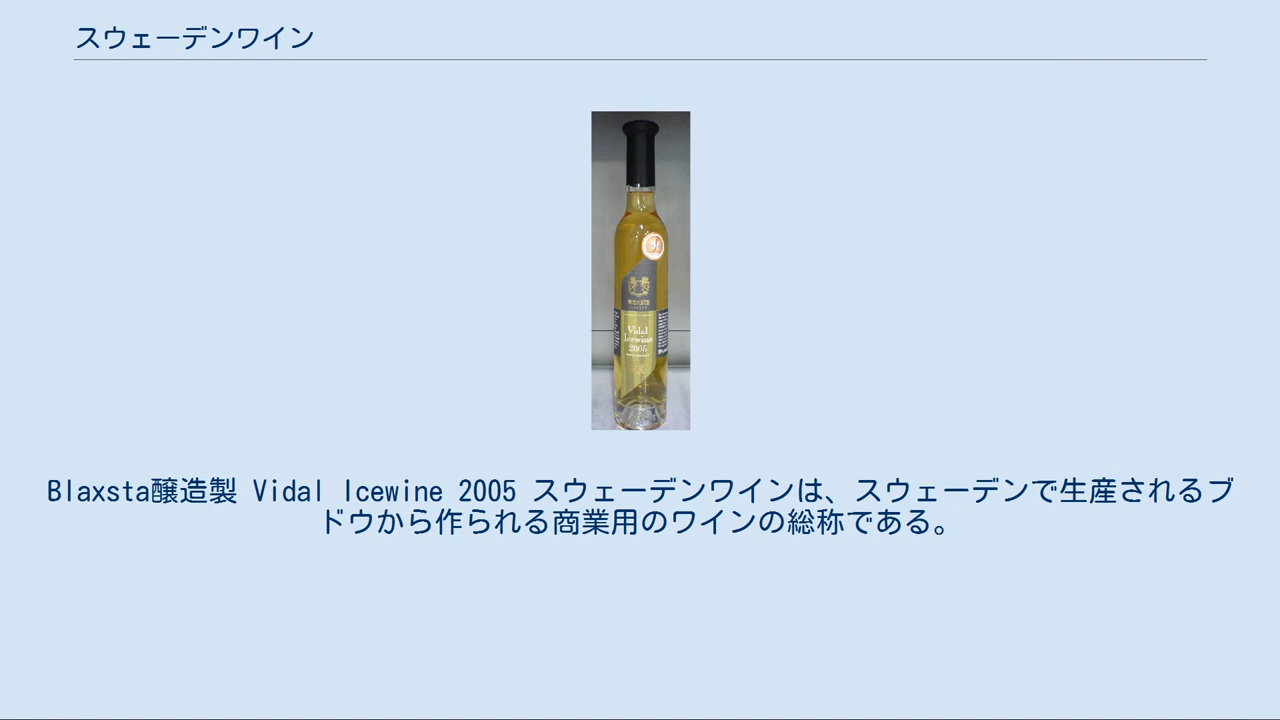 スウェーデンワイン
Vidal
Icewine
2005
Blaxsta醸造製 Vidal Icewine 2005 スウェーデンワインは、スウェーデンで生産されるブ
ドウから作られる商業用のワインの総称である。